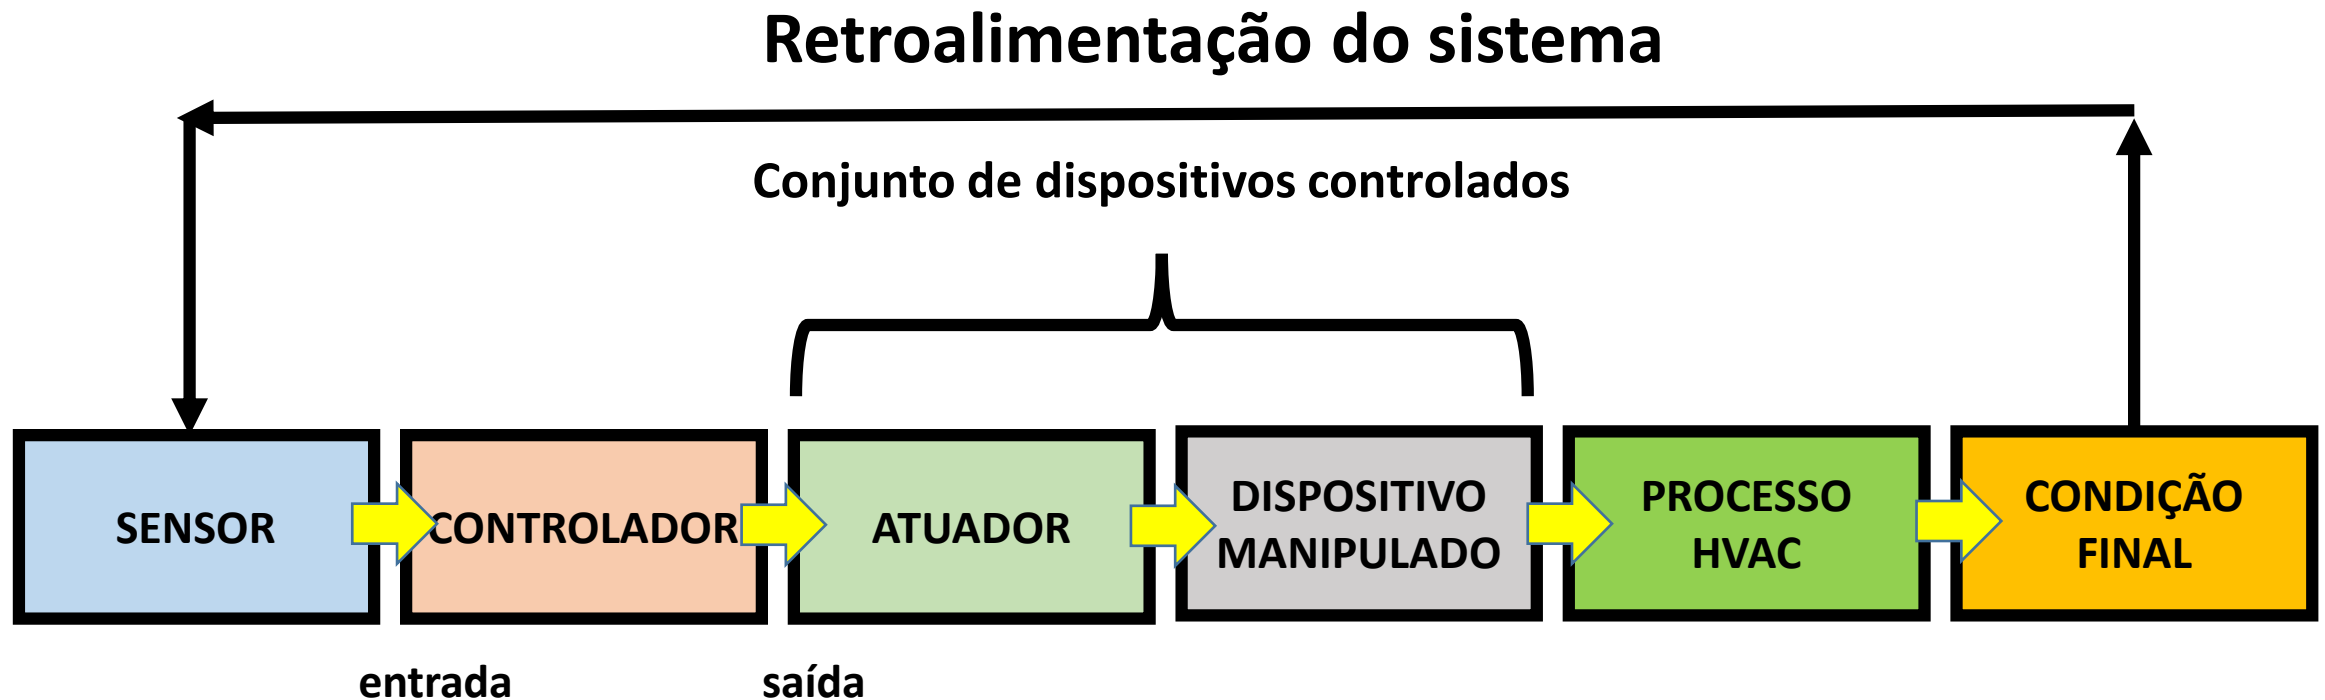 Retroalimentação do sistema
Conjunto de dispositivos controlados
SENSOR
CONTROLADOR
ATUADOR
DISPOSITIVO
MANIPULADO
PROCESSO
HVAC
CONDIÇÃO
FINAL
entrada
saída